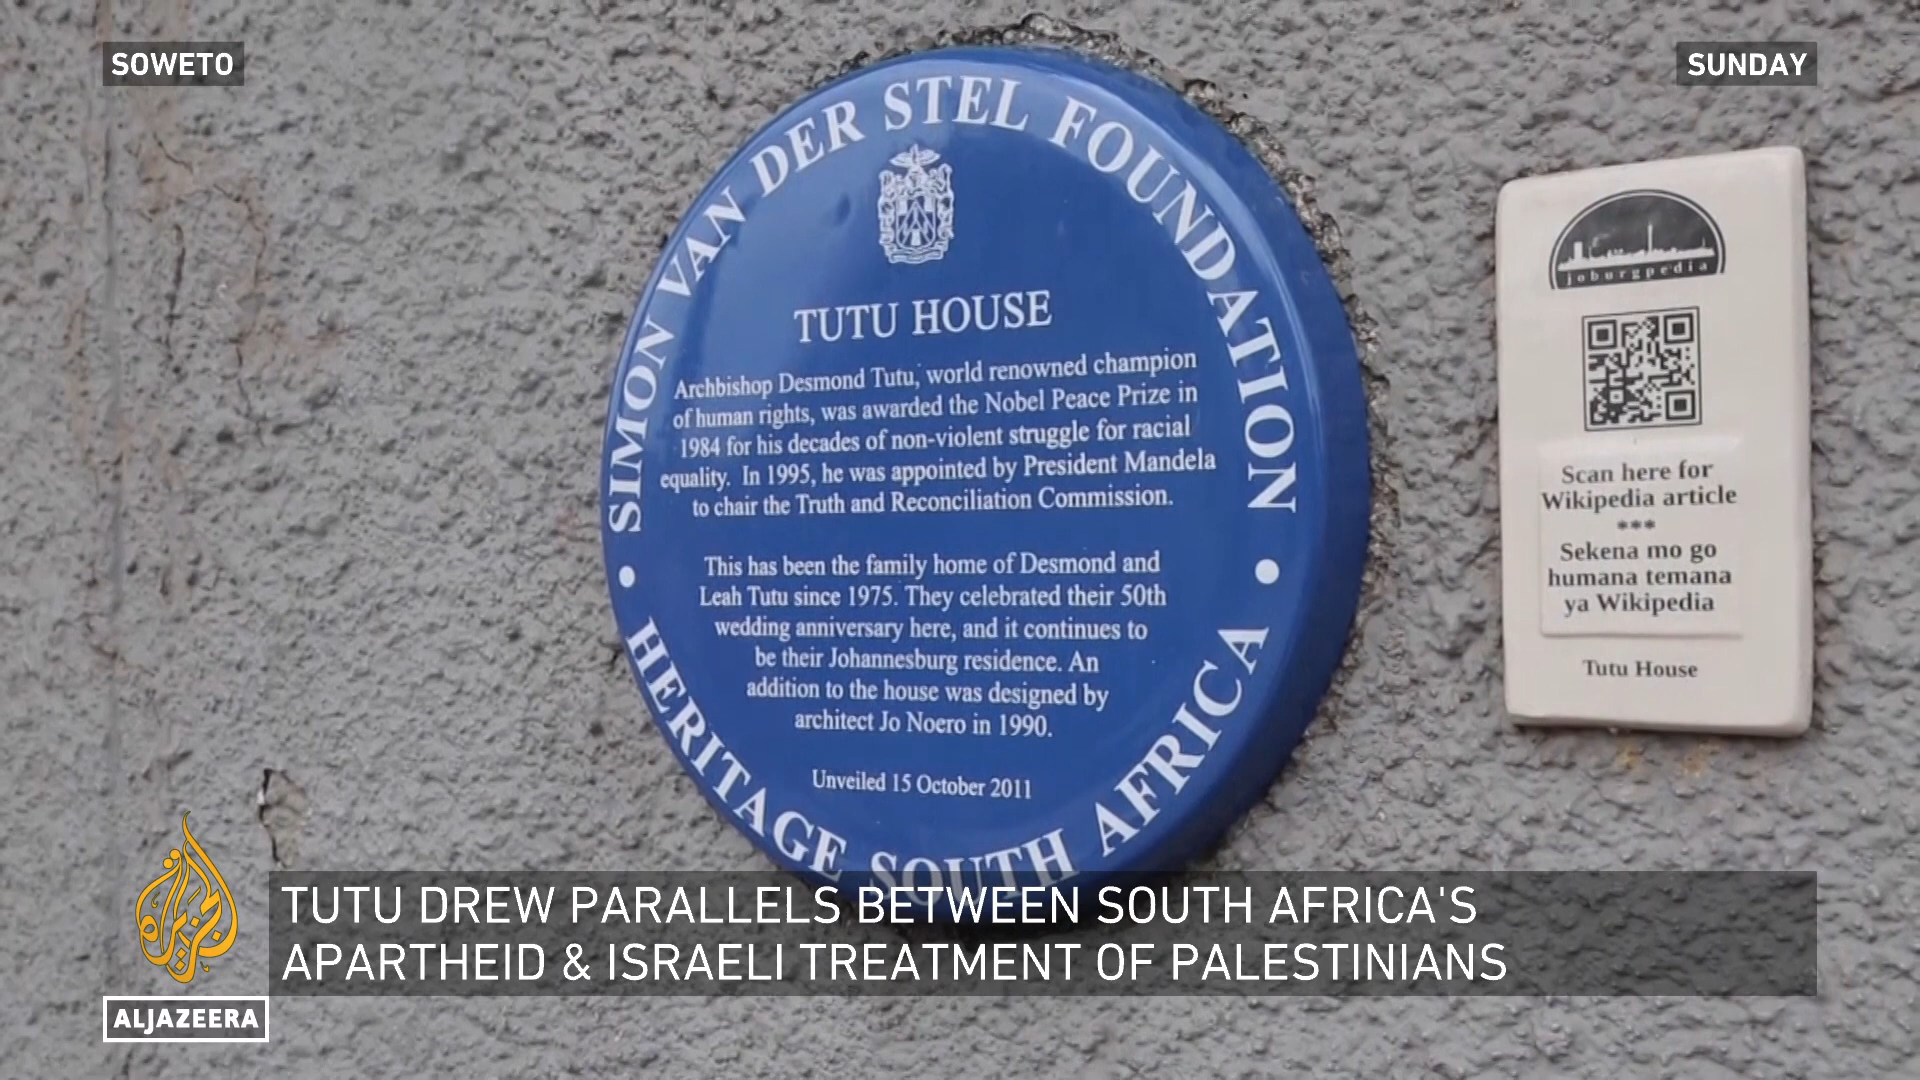 SOWETO
SUNDAY
SIMON VAN DER STEL FOUNDATION
TUTU HOUSE
Archbishop Desmond Tutu, world renowned champion
of human rights, was awarded the Nobel Peace Prize in
1984 for his decades of non-violent struggle for racial
equality. In 1995, he was appointed by President Mandela
to chair the Truth and Reconciliation Commission.
This has been the family home of Desmond and
Leah Tutu since 1975. They celebrated their 50th
wedding anniversary here, and it continues to
be their Johannesburg residence. An
addition to the house was designed by
architect Jo Noero in 1990.
Unveiled 15 October 2011
• HERITAGE SOUTH AFRICA •
joburgpedia
Scan here for
Wikipedia article
***
Sekena mo go
humana temana
ya Wikipedia
Tutu House
TUTU DREW PARALLELS BETWEEN SOUTH AFRICA'S
APARTHEID & ISRAELI TREATMENT OF PALESTINIANS
الجزيرة
ALJAZEERA